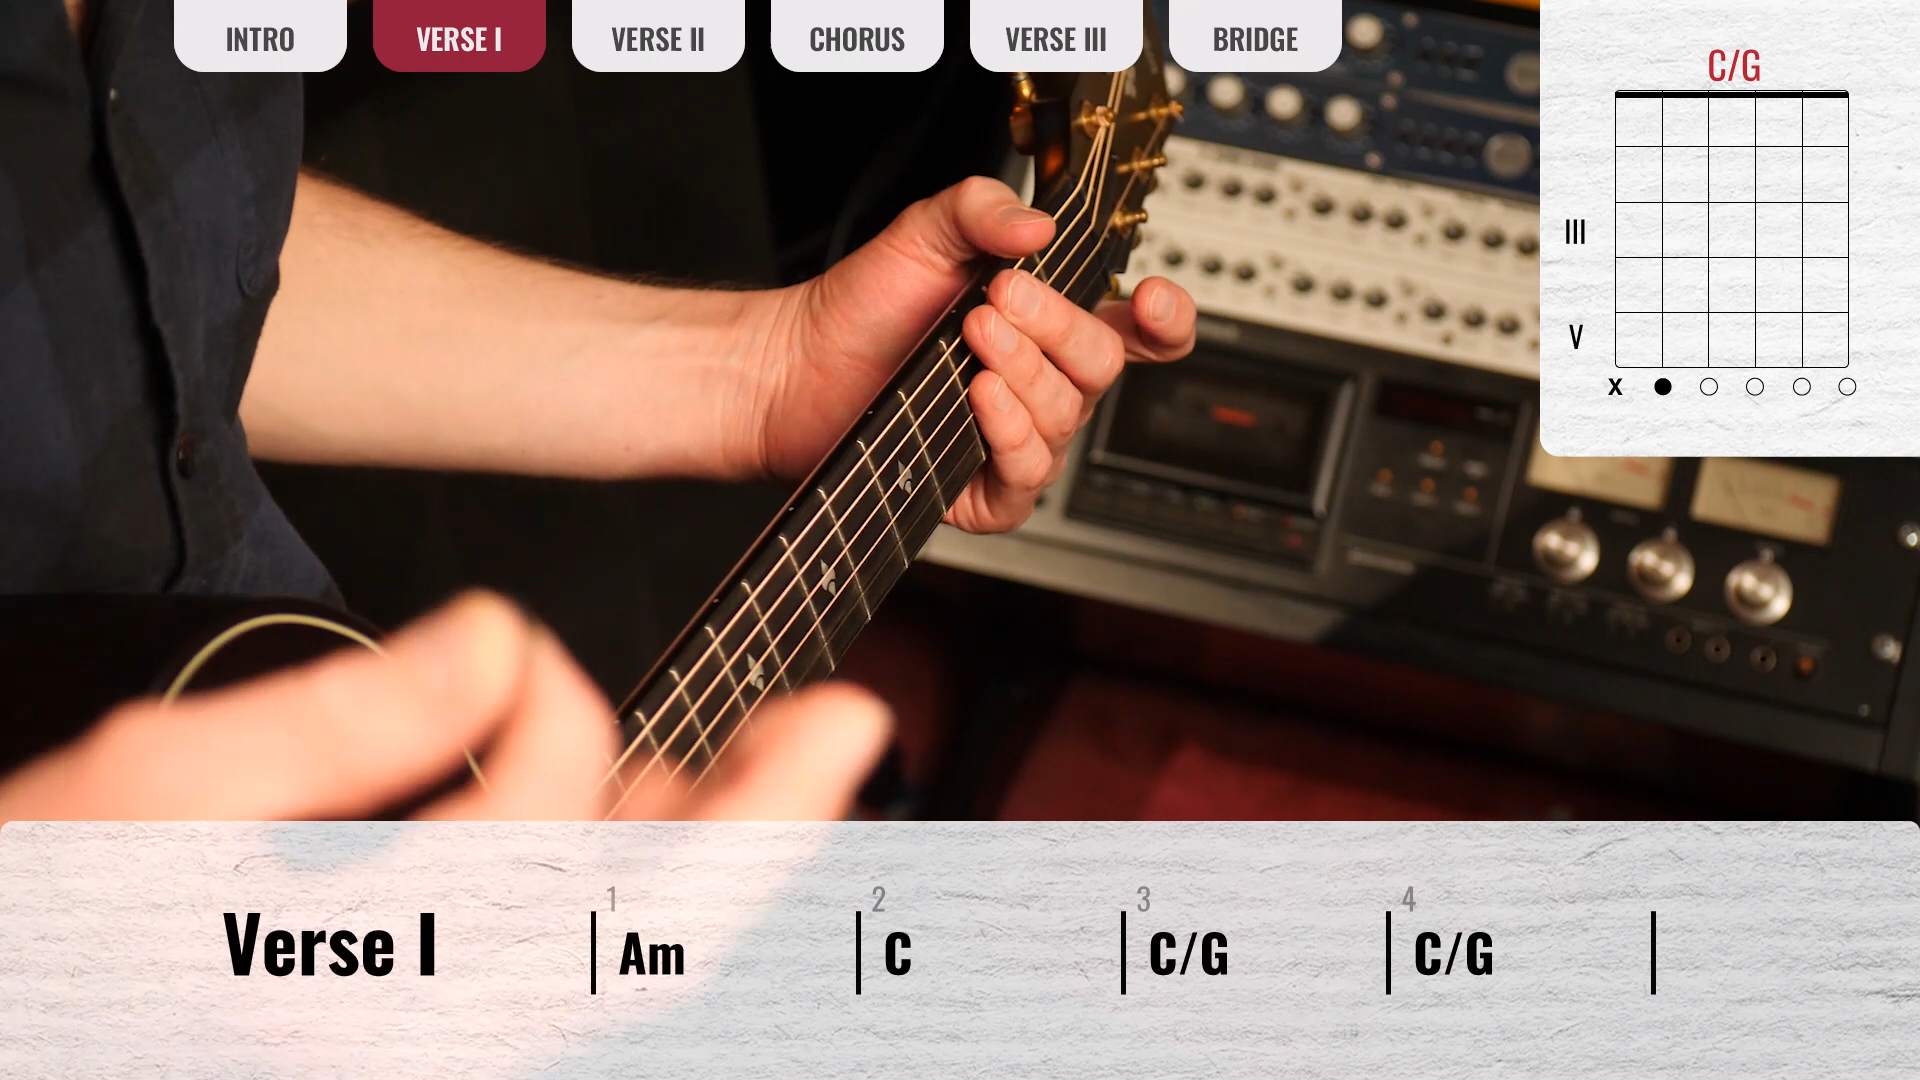 INTRO
VERSE I
VERSE II
CHORUS
VERSE III
BRIDGE
C/G
III
V
x
1
2
3
4
Verse I
Am
C
C/G
C/G